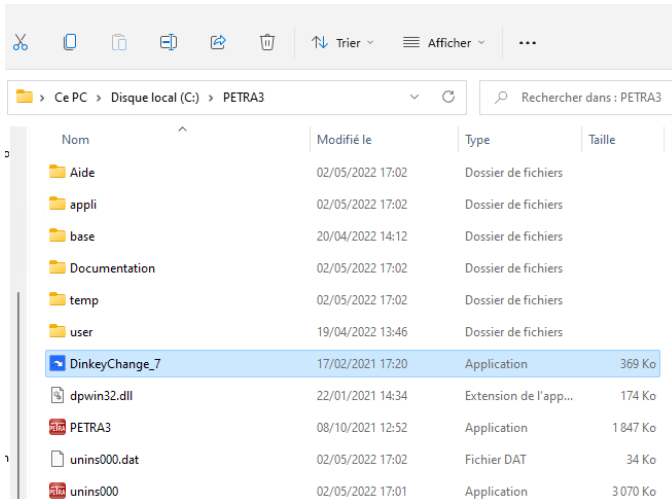 Trier
Afficher
Ce PC > Disque local (C:) > PETRA3
Rechercher dans : PETRA3
Nom Modifié le Type Taille
Aide 02/05/2022 17:02 Dossier de fichiers
appli 02/05/2022 17:02 Dossier de fichiers
base 20/04/2022 14:12 Dossier de fichiers
Documentation 02/05/2022 17:02 Dossier de fichiers
temp 02/05/2022 17:02 Dossier de fichiers
user 19/04/2022 13:46 Dossier de fichiers
DinkeyChange_7 17/02/2021 17:20 Application 369 Ko
dpwin32.dll 22/01/2021 14:34 Extension de l'app... 174 Ko
PETRA3 08/10/2021 12:52 Application 1 847 Ko
unins000.dat 02/05/2022 17:02 Fichier DAT 34 Ko
unins000 02/05/2022 17:01 Application 3 070 Ko